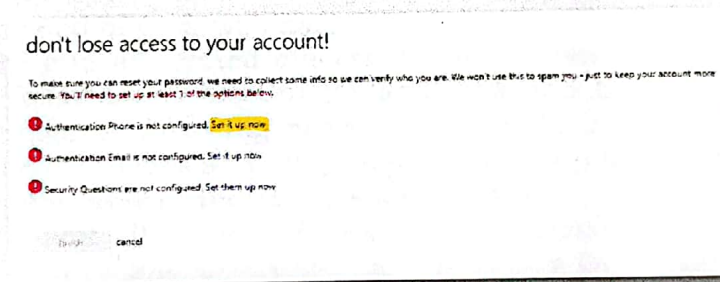 don't lose access to your account!
To make sure you can reset your password, we need to collect some info so we can verify who you are. We won't use this to spam you - just to keep your account more
secure. You'll need to set up at least 1 of the options below.
Authentication Phone is not configured. Set it up now
Authentication Email is not configured. Set it up now
Security Questions are not configured. Set them up now
cancel